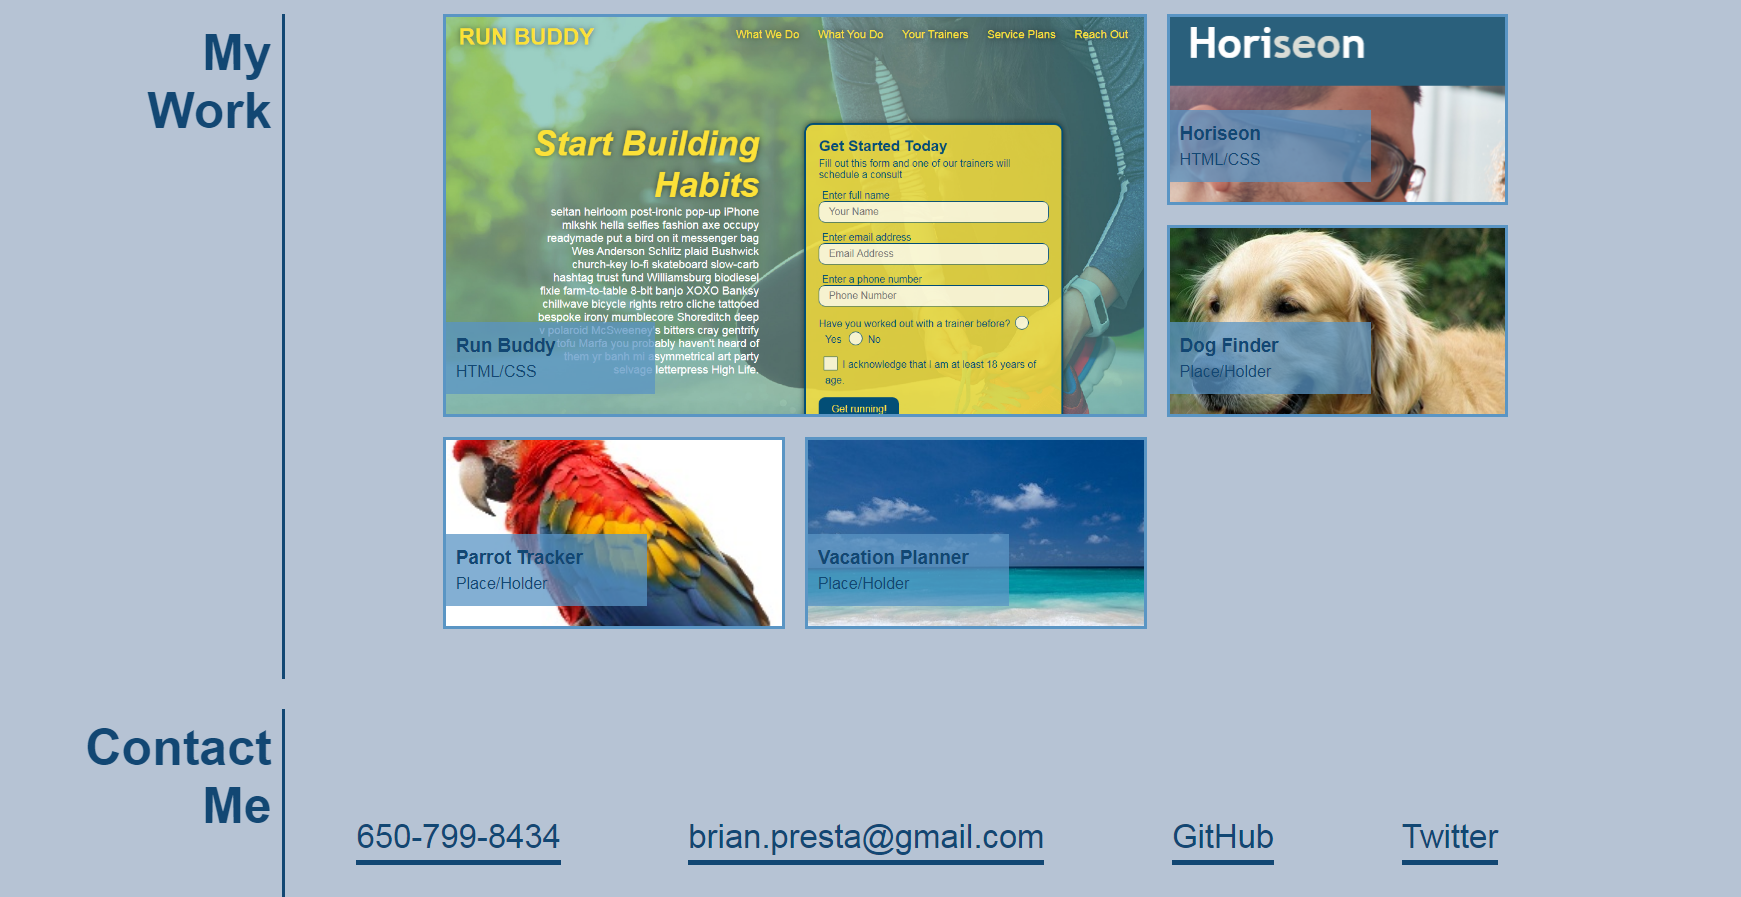 My
Work
RUN BUDDY
What We Do What You Do Your Trainers Service Plans Reach Out
Start Building
Habits
seitan heirloom post-ironic pop-up iPhone
mlkshk hella selfies fashion axe occupy
readymade put a bird on it messenger bag
Wes Anderson Schlitz plaid Bushwick
church-key lo-fi skateboard slow-carb
hashtag trust fund Williamsburg biodiesel
fixie farm-to-table 8-bit banjo XOXO Banksy
chillwave bicycle rights retro cliche tattooed
bespoke irony mumblecore Shoreditch deep
v polaroid McSweeney's bitters cray gentrify
tofu Marfa you probably haven't heard of
them yr banh mi asymmetrical art party
selvage letterpress High Life.
Get Started Today
Fill out this form and one of our trainers will
schedule a consult
Enter full name
Your Name
Enter email address
Email Address
Enter a phone number
Phone Number
Have you worked out with a trainer before?
Yes No
I acknowledge that I am at least 18 years of
age.
Get running!
Run Buddy
HTML/CSS
Horiseon
Horiseon
HTML/CSS
Dog Finder
Place/Holder
Parrot Tracker
Place/Holder
Vacation Planner
Place/Holder
Contact
Me
650-799-8434
brian.presta@gmail.com
GitHub
Twitter